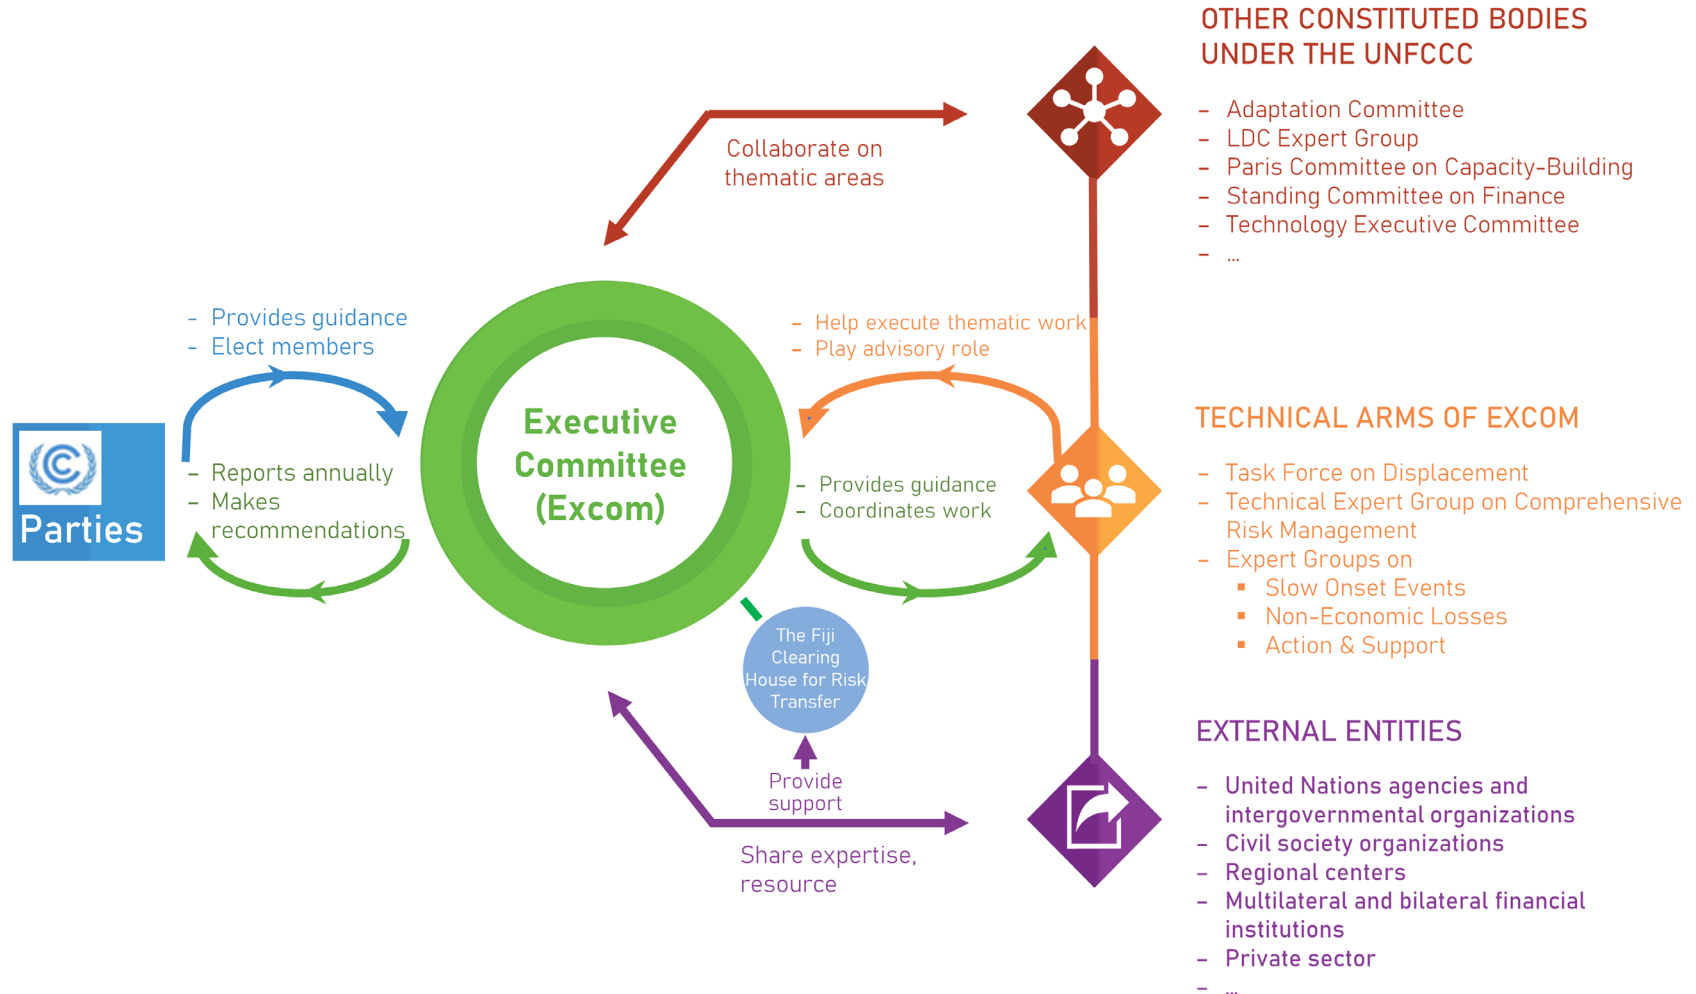 OTHER CONSTITUTED BODIES
UNDER THE UNFCCC
- Adaptation Committee
- LDC Expert Group
- Paris Committee on Capacity-Building
- Standing Committee on Finance
- Technology Executive Committee
- ...
Collaborate on
thematic areas
- Provides guidance
- Elect members
- Help execute thematic work
- Play advisory role
Parties
- Reports annually
- Makes
recommendations
Executive
Committee
(Excom)
- Provides guidance
- Coordinates work
TECHNICAL ARMS OF EXCOM
- Task Force on Displacement
- Technical Expert Group on Comprehensive
Risk Management
- Expert Groups on
▪ Slow Onset Events
▪ Non-Economic Losses
▪ Action & Support
The Fiji
Clearing
House for Risk
Transfer
Provide
support
Share expertise,
resource
EXTERNAL ENTITIES
- United Nations agencies and
intergovernmental organizations
- Civil society organizations
- Regional centers
- Multilateral and bilateral financial
institutions
- Private sector
- ...